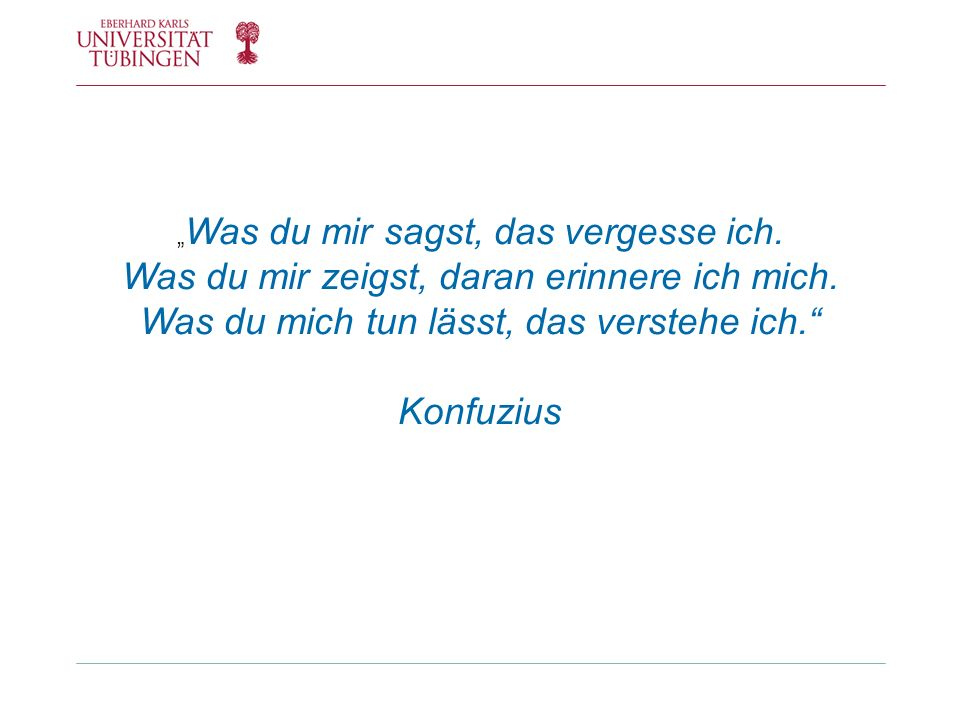 EBERHARD KARLS
UNIVERSITÄT
TÜBINGEN
„Was du mir sagst, das vergesse ich.
Was du mir zeigst, daran erinnere ich mich.
Was du mich tun lässt, das verstehe ich.“
Konfuzius